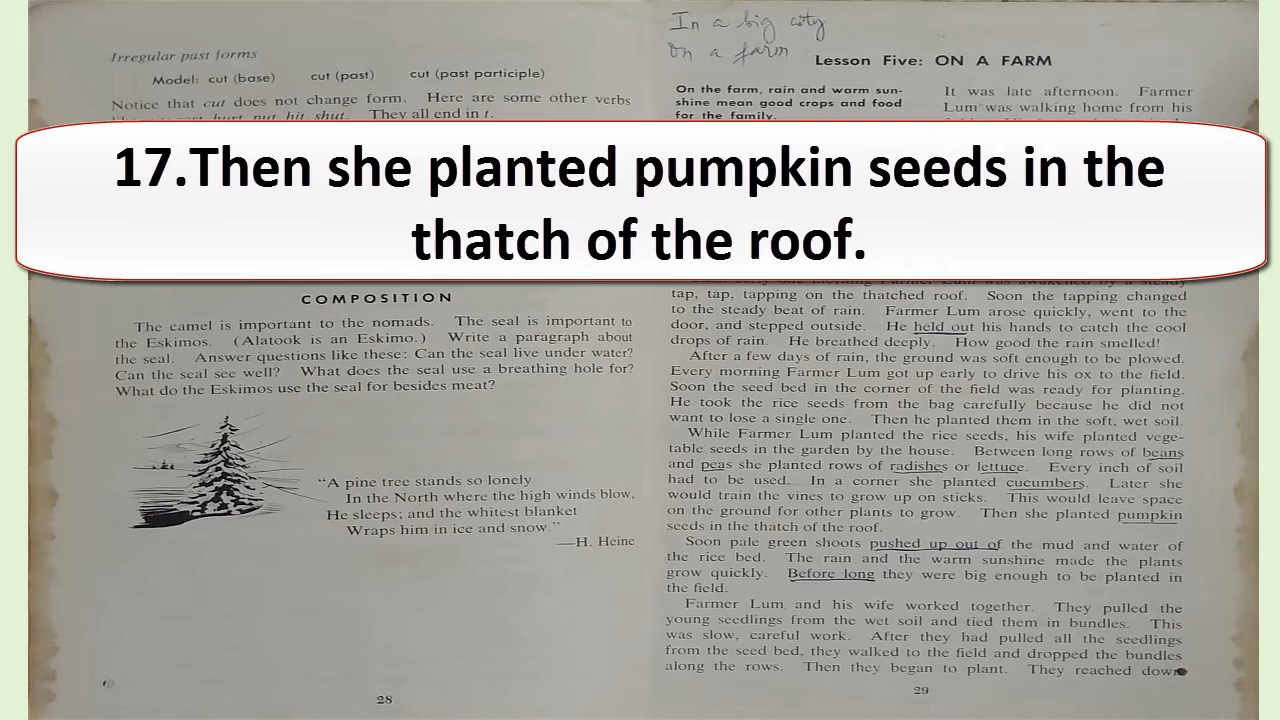 Irregular past forms
Model: cut (base) cut (past) cut (past participle)
Notice that cut does not change form. Here are some other verbs
hurt, put, hit, shut. They all end in t.
17.Then she planted pumpkin seeds in the
thatch of the roof.
COMPOSITION
The camel is important to the nomads. The seal is important to
the Eskimos. (Alatook is an Eskimo.) Write a paragraph about
the seal. Answer questions like these: Can the seal live under water?
Can the seal see well? What does the seal use a breathing hole for?
What do the Eskimos use the seal for besides meat?
"A pine tree stands so lonely
In the North where the high winds blow,
He sleeps; and the whitest blanket
Wraps him in ice and snow."
—H. Heine
28
In a big city
On a farm
Lesson Five: ON A FARM
On the farm, rain and warm sun-
shine mean good crops and food
for the family.
It was late afternoon. Farmer
Lum was walking home from his
tap, tap, tapping on the thatched roof. Soon the tapping changed
to the steady beat of rain. Farmer Lum arose quickly, went to the
door, and stepped outside. He held out his hands to catch the cool
drops of rain. He breathed deeply. How good the rain smelled!
After a few days of rain, the ground was soft enough to be plowed.
Every morning Farmer Lum got up early to drive his ox to the field.
Soon the seed bed in the corner of the field was ready for planting.
He took the rice seeds from the bag carefully because he did not
want to lose a single one. Then he planted them in the soft, wet soil.
While Farmer Lum planted the rice seeds, his wife planted vege-
table seeds in the garden by the house. Between long rows of beans
and peas she planted rows of radishes or lettuce. Every inch of soil
had to be used. In a corner she planted cucumbers. Later she
would train the vines to grow up on sticks. This would leave space
on the ground for other plants to grow. Then she planted pumpkin
seeds in the thatch of the roof.
Soon pale green shoots pushed up out of the mud and water of
the rice bed. The rain and the warm sunshine made the plants
grow quickly. Before long they were big enough to be planted in
the field.
Farmer Lum and his wife worked together. They pulled the
young seedlings from the wet soil and tied them in bundles. This
was slow, careful work. After they had pulled all the seedlings
from the seed bed, they walked to the field and dropped the bundles
along the rows. Then they began to plant. They reached down
29